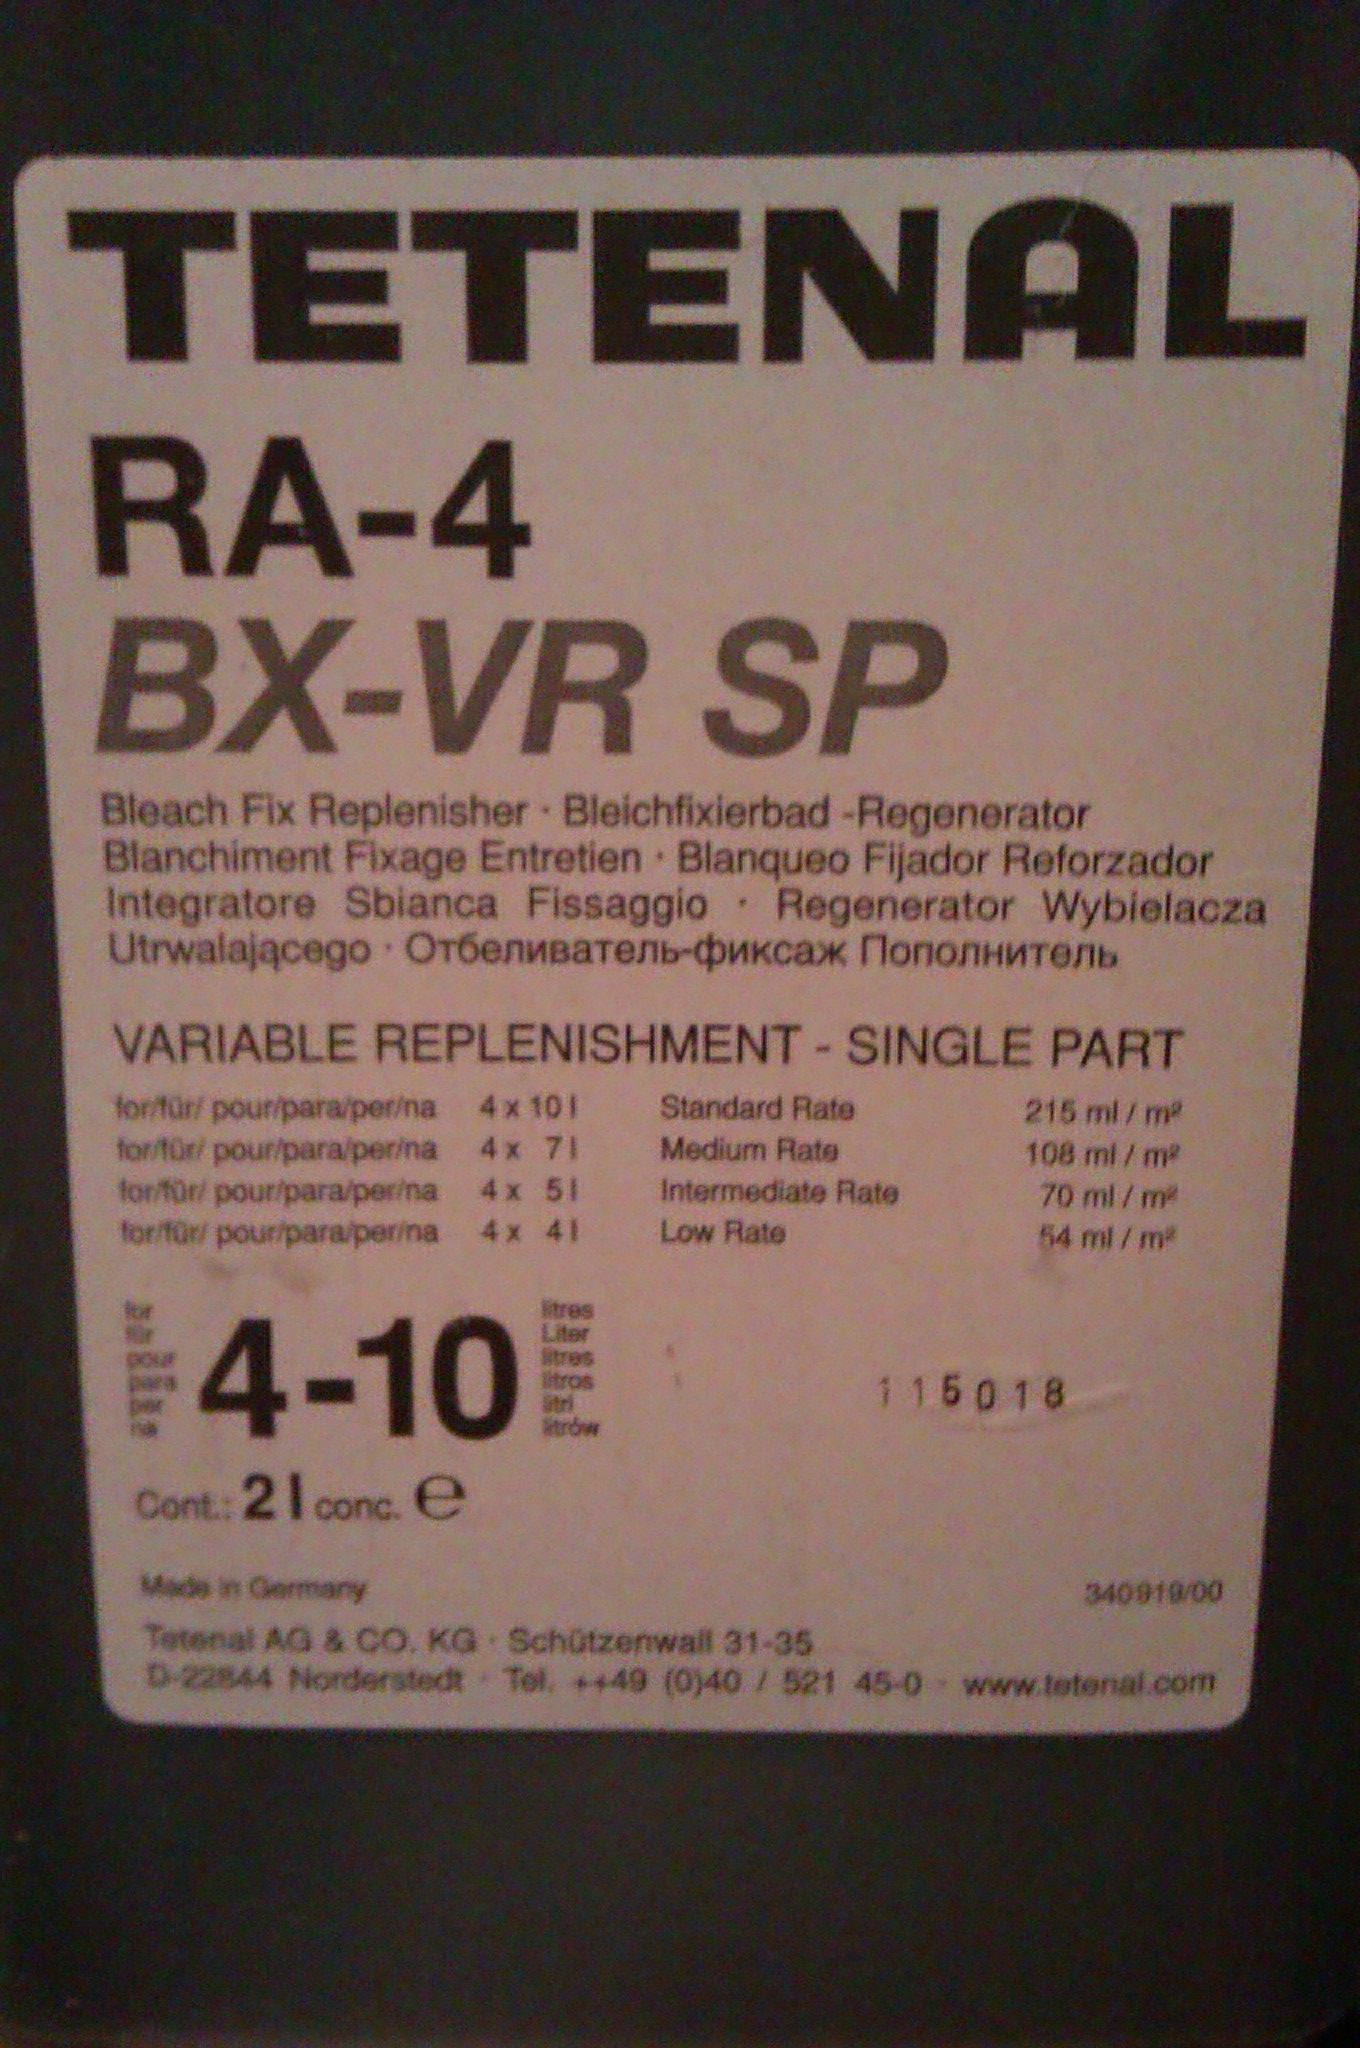 TETENAL
RA-4
BX-VR SP
Bleach Fix Replenisher · Bleichfixierbad -Regenerator
Blanchiment Fixage Entretien · Blanqueo Fijador Reforzador
Integratore Sbianca Fissaggio · Regenerator Wybielacza
Utrwalającego · Отбеливатель-фиксаж Пополнитель
VARIABLE REPLENISHMENT - SINGLE PART
for/für/ pour/para/per/na 4 x 10 l Standard Rate 215 ml / m²
for/für/ pour/para/per/na 4 x 7 l Medium Rate 108 ml / m²
for/für/ pour/para/per/na 4 x 5 l Intermediate Rate 70 ml / m²
for/für/ pour/para/per/na 4 x 4 l Low Rate 54 ml / m²
for
für
pour
para
per
na
4-10
litres
Liter
litres
litros
litri
litrów
115018
Cont.: 2 l conc. ℮
Made in Germany 340919/00
Tetenal AG & CO. KG · Schützenwall 31-35
D-22844 Norderstedt · Tel. ++49 (0)40 / 521 45-0 · www.tetenal.com